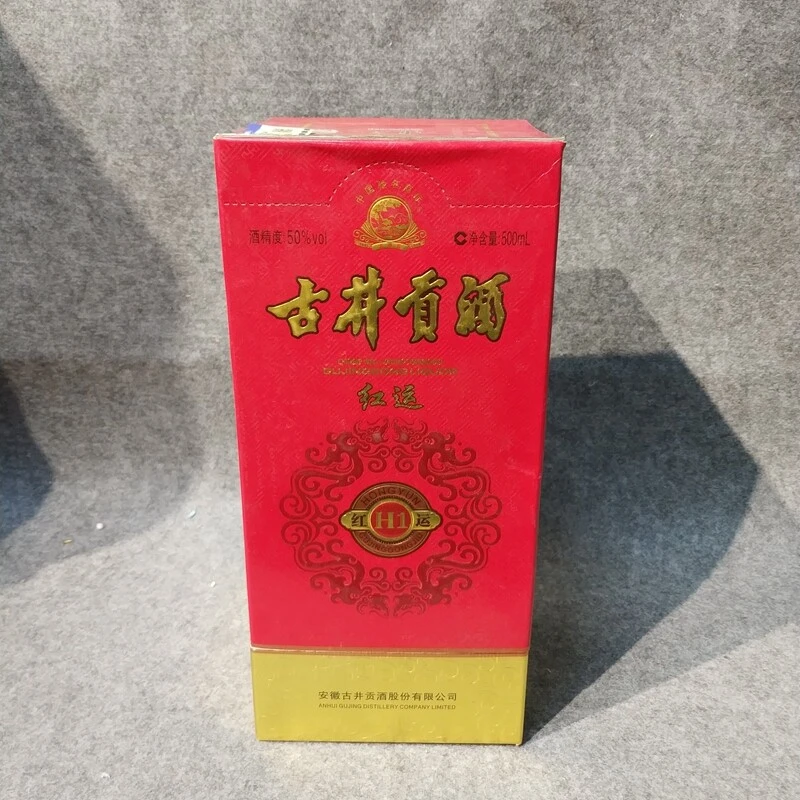 酒精度:50%vol
净含量:500mL
古井贡酒
红运
HONGYUN
红 H1 运
安徽古井贡酒股份有限公司
ANHUI GUJING DISTILLERY COMPANY LIMITED